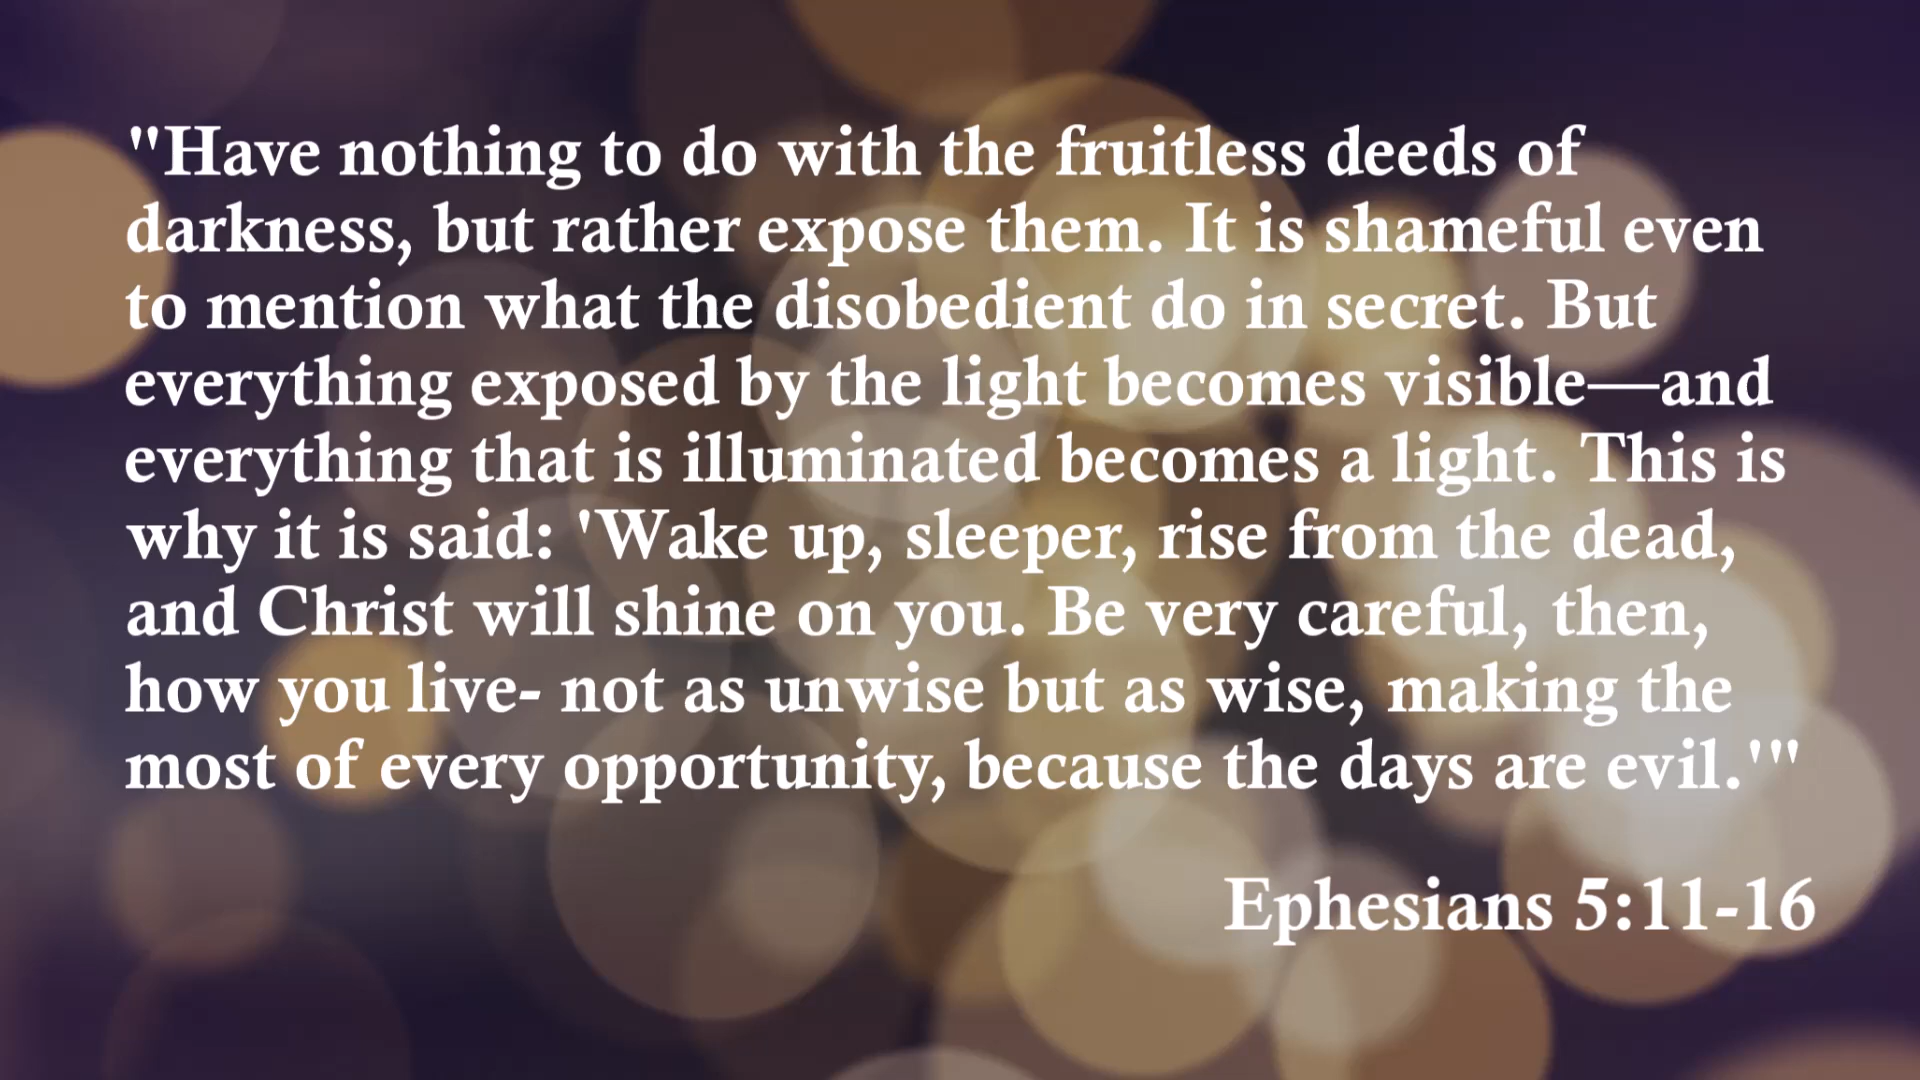 "Have nothing to do with the fruitless deeds of
darkness, but rather expose them. It is shameful even
to mention what the disobedient do in secret. But
everything exposed by the light becomes visible—and
everything that is illuminated becomes a light. This is
why it is said: 'Wake up, sleeper, rise from the dead,
and Christ will shine on you. Be very careful, then,
how you live- not as unwise but as wise, making the
most of every opportunity, because the days are evil.'"
Ephesians 5:11-16